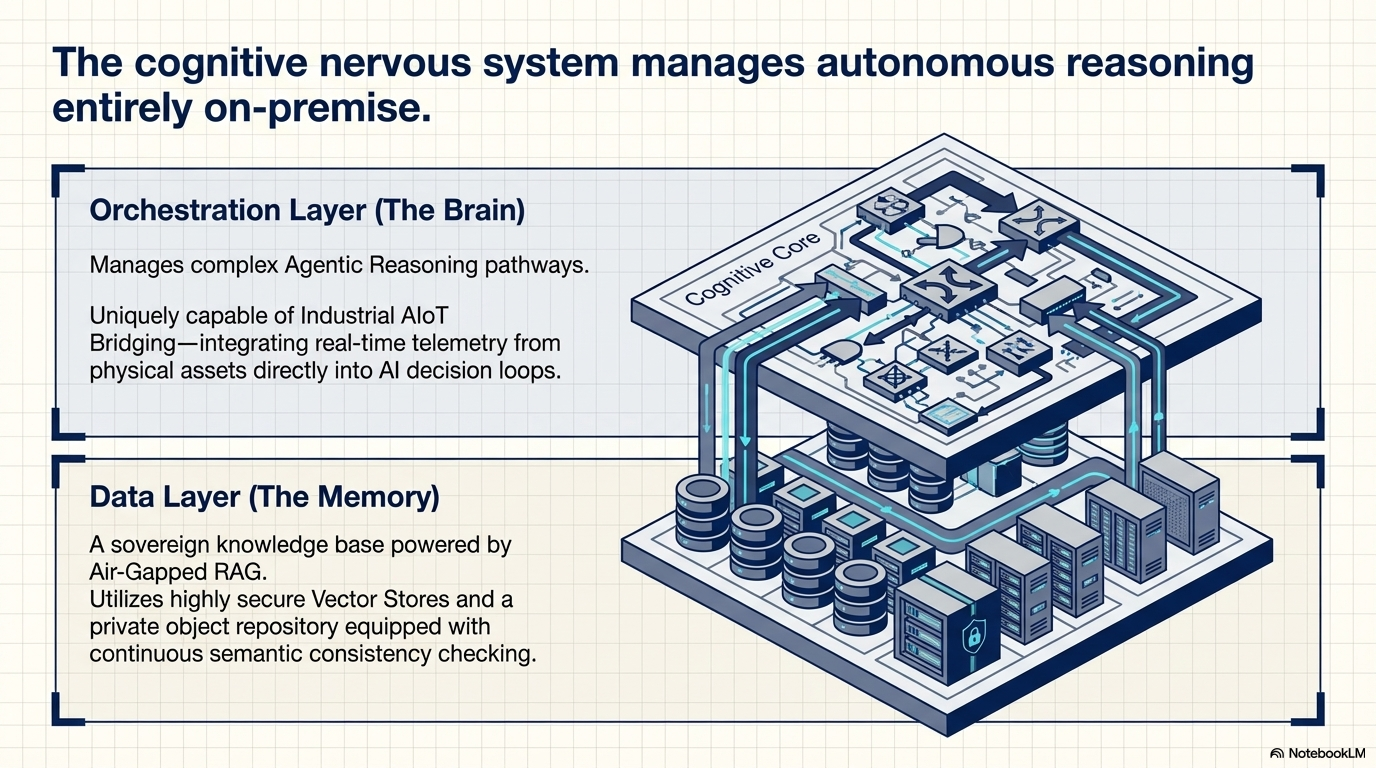 The cognitive nervous system manages autonomous reasoning
entirely on-premise.
Orchestration Layer (The Brain)
Manages complex Agentic Reasoning pathways.
Uniquely capable of Industrial AIoT
Bridging—integrating real-time telemetry from
physical assets directly into AI decision loops.
Cognitive Core
Data Layer (The Memory)
A sovereign knowledge base powered by
Air-Gapped RAG.
Utilizes highly secure Vector Stores and a
private object repository equipped with
continuous semantic consistency checking.
NotebookLM